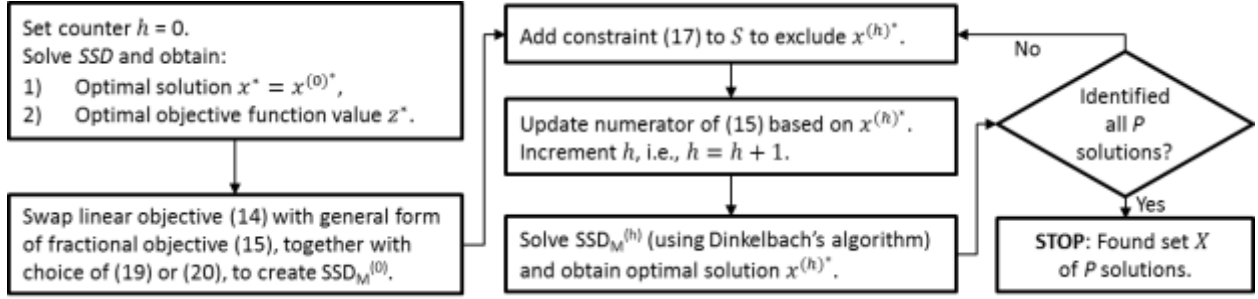 Set counter h = 0.
Solve SSD and obtain:
1) Optimal solution x* = x^(0)*,
2) Optimal objective function value z*.
Swap linear objective (14) with general form
of fractional objective (15), together with
choice of (19) or (20), to create SSD_M^(0).
Add constraint (17) to S to exclude x^(h)*.
Update numerator of (15) based on x^(h)*.
Increment h, i.e., h = h + 1.
Solve SSD_M^(h) (using Dinkelbach's algorithm)
and obtain optimal solution x^(h)*.
No
Identified
all P
solutions?
Yes
STOP: Found set X
of P solutions.